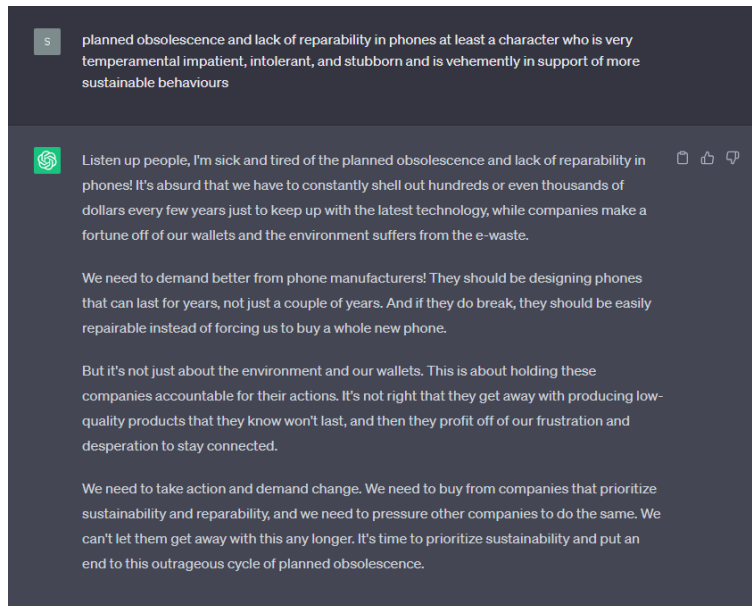 S
planned obsolescence and lack of reparability in phones at least a character who is very
temperamental impatient, intolerant, and stubborn and is vehemently in support of more
sustainable behaviours
Listen up people, I'm sick and tired of the planned obsolescence and lack of reparability in
phones! It's absurd that we have to constantly shell out hundreds or even thousands of
dollars every few years just to keep up with the latest technology, while companies make a
fortune off of our wallets and the environment suffers from the e-waste.
We need to demand better from phone manufacturers! They should be designing phones
that can last for years, not just a couple of years. And if they do break, they should be easily
repairable instead of forcing us to buy a whole new phone.
But it's not just about the environment and our wallets. This is about holding these
companies accountable for their actions. It's not right that they get away with producing low-
quality products that they know won't last, and then they profit off of our frustration and
desperation to stay connected.
We need to take action and demand change. We need to buy from companies that prioritize
sustainability and reparability, and we need to pressure other companies to do the same. We
can't let them get away with this any longer. It's time to prioritize sustainability and put an
end to this outrageous cycle of planned obsolescence.